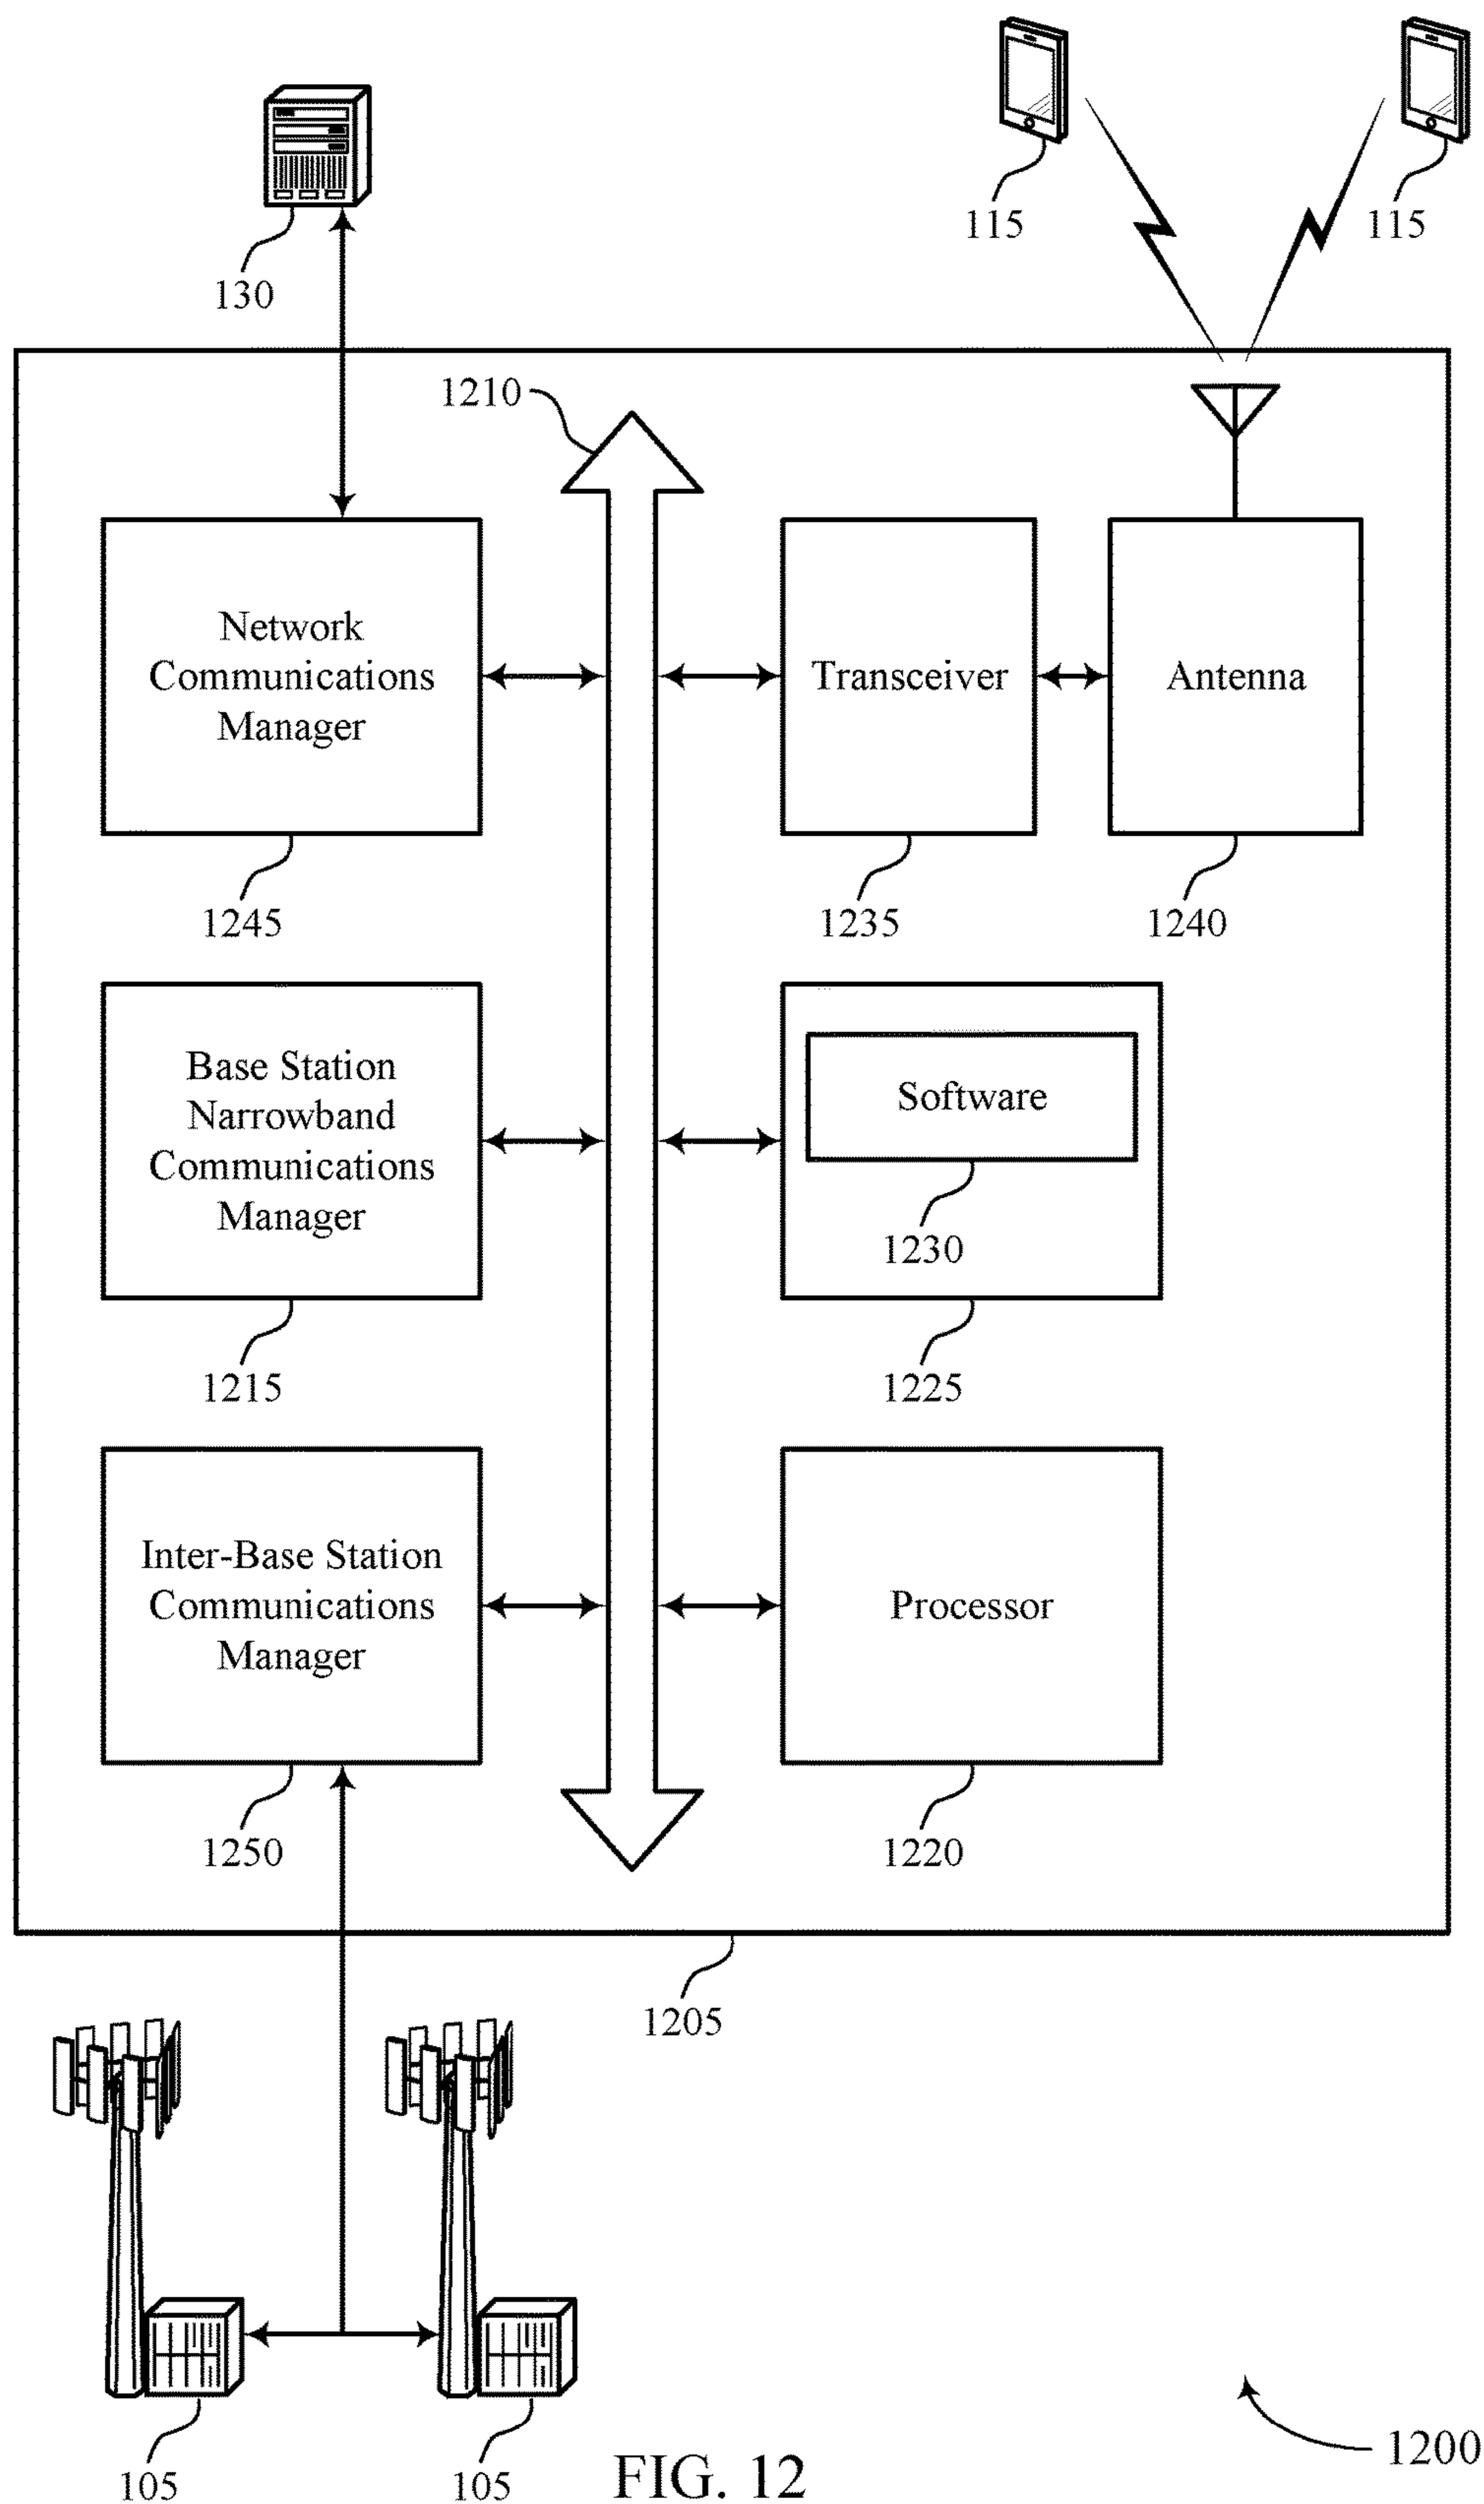 115
115
130
1210
Network
Communications
Manager
Transceiver
Antenna
1245
1235
1240
Base Station
Narrowband
Communications
Manager
Software
1230
1215
1225
Inter-Base Station
Communications
Manager
Processor
1250
1220
1205
105
105
FIG. 12
1200